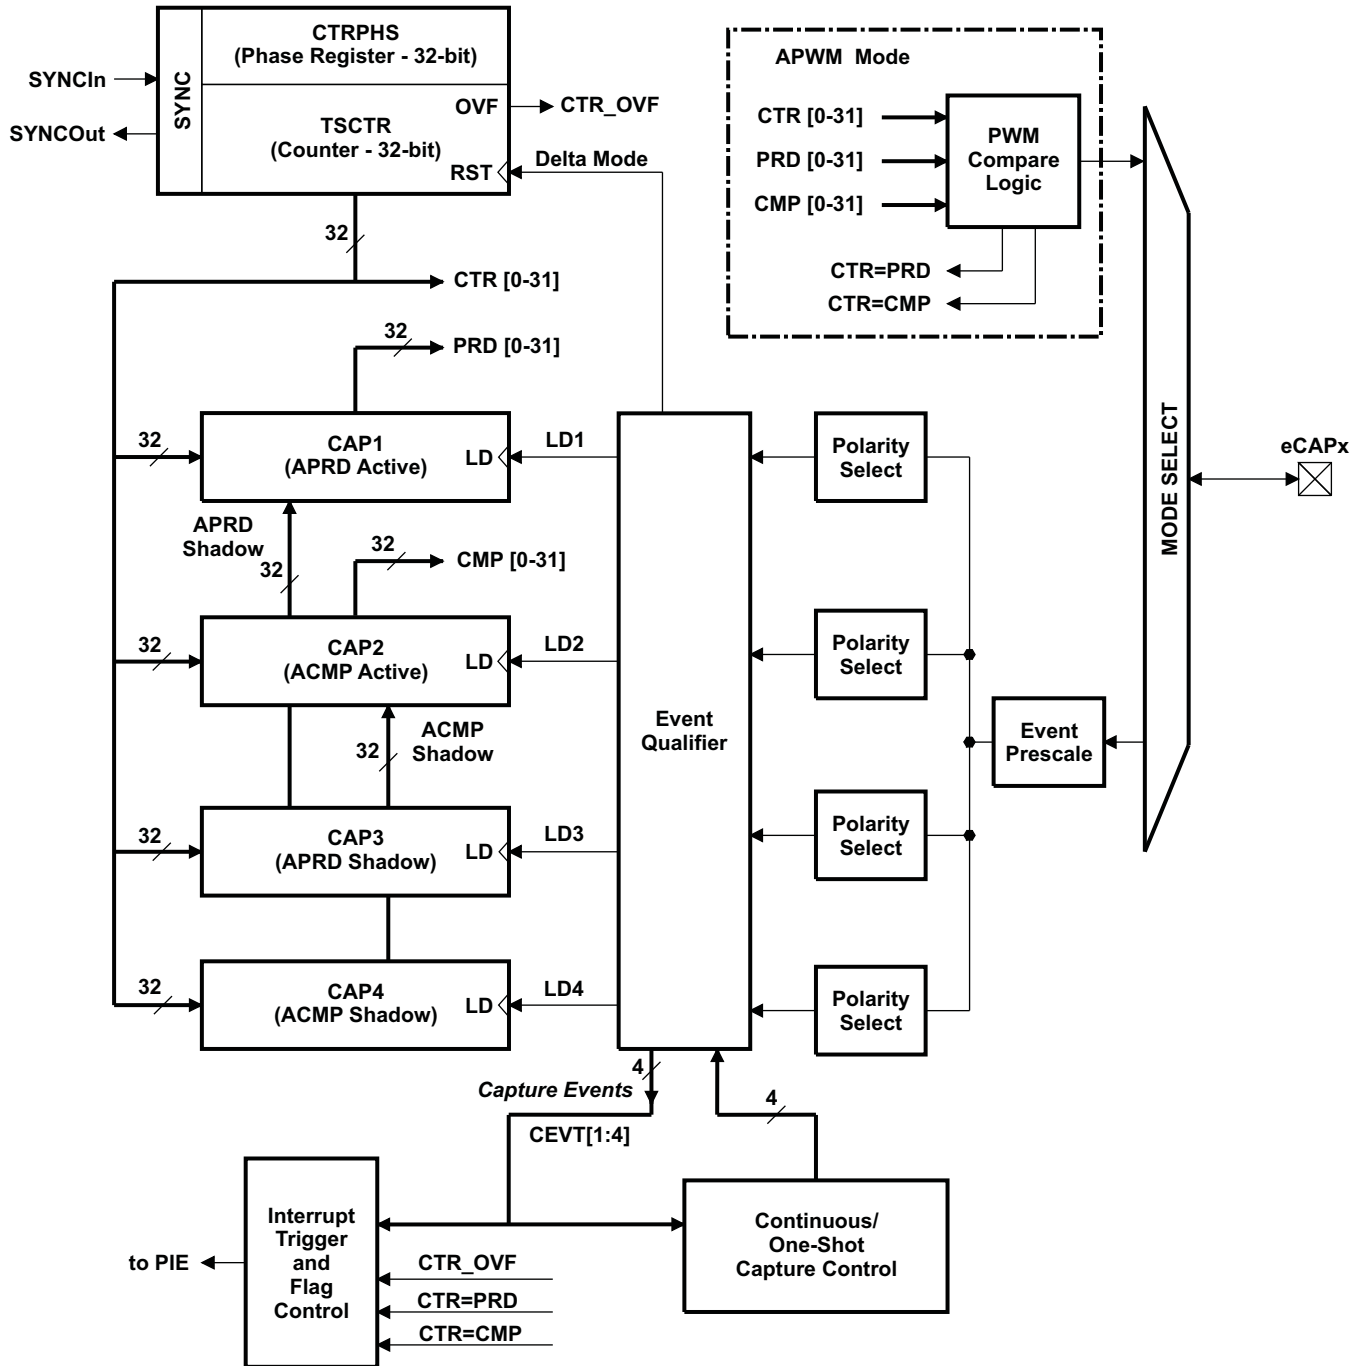 CTRPHS
(Phase Register - 32-bit)
SYNC
SYNCIn
SYNCOut
OVF
CTR_OVF
TSCTR
(Counter - 32-bit)
RST
Delta Mode
32
CTR [0-31]
32
PRD [0-31]
APWM Mode
CTR [0-31]
PRD [0-31]
CMP [0-31]
PWM
Compare
Logic
CTR=PRD
CTR=CMP
MODE SELECT
eCAPx
32
CAP1
(APRD Active)
LD
LD1
Polarity
Select
APRD
Shadow
32
32
CMP [0-31]
32
CAP2
(ACMP Active)
LD
LD2
Polarity
Select
ACMP
Shadow
32
Event
Qualifier
Event
Prescale
32
CAP3
(APRD Shadow)
LD
LD3
Polarity
Select
32
CAP4
(ACMP Shadow)
LD
LD4
Polarity
Select
4
Capture Events
CEVT[1:4]
4
Interrupt
Trigger
and
Flag
Control
to PIE
CTR_OVF
CTR=PRD
CTR=CMP
Continuous/
One-Shot
Capture Control